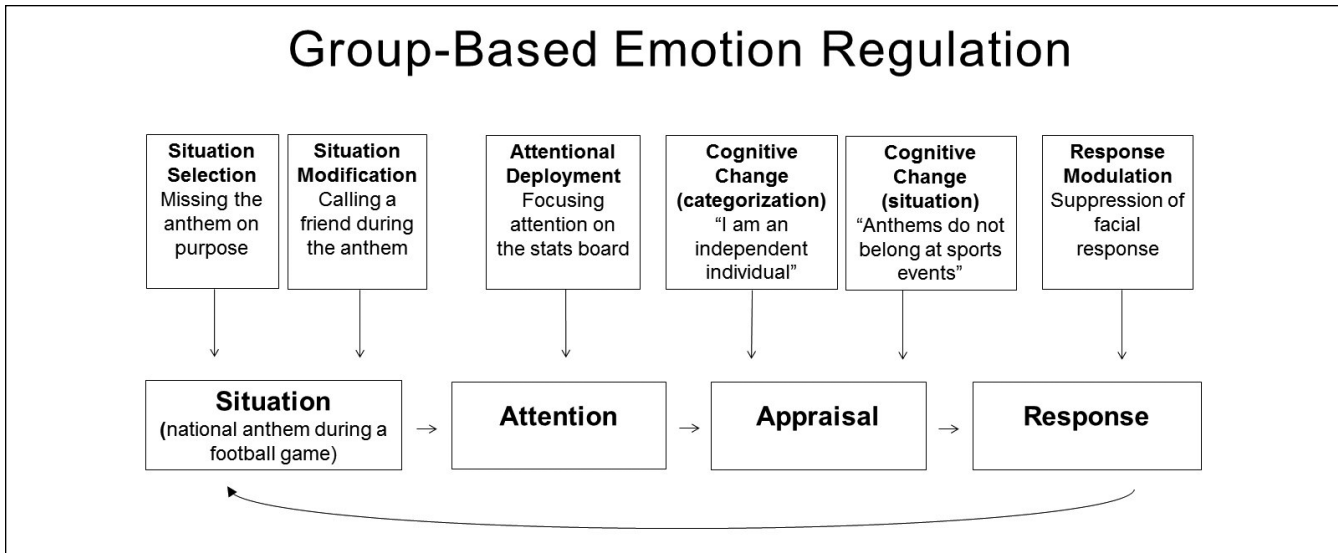 Group-Based Emotion Regulation
Situation
Selection
Missing the
anthem on
purpose
Situation
Modification
Calling a
friend during
the anthem
Attentional
Deployment
Focusing
attention on
the stats board
Cognitive
Change
(categorization)
“I am an
independent
individual”
Cognitive
Change
(situation)
“Anthems do not
belong at sports
events”
Response
Modulation
Suppression of
facial
response
Situation
(national anthem during a
football game)
Attention
Appraisal
Response